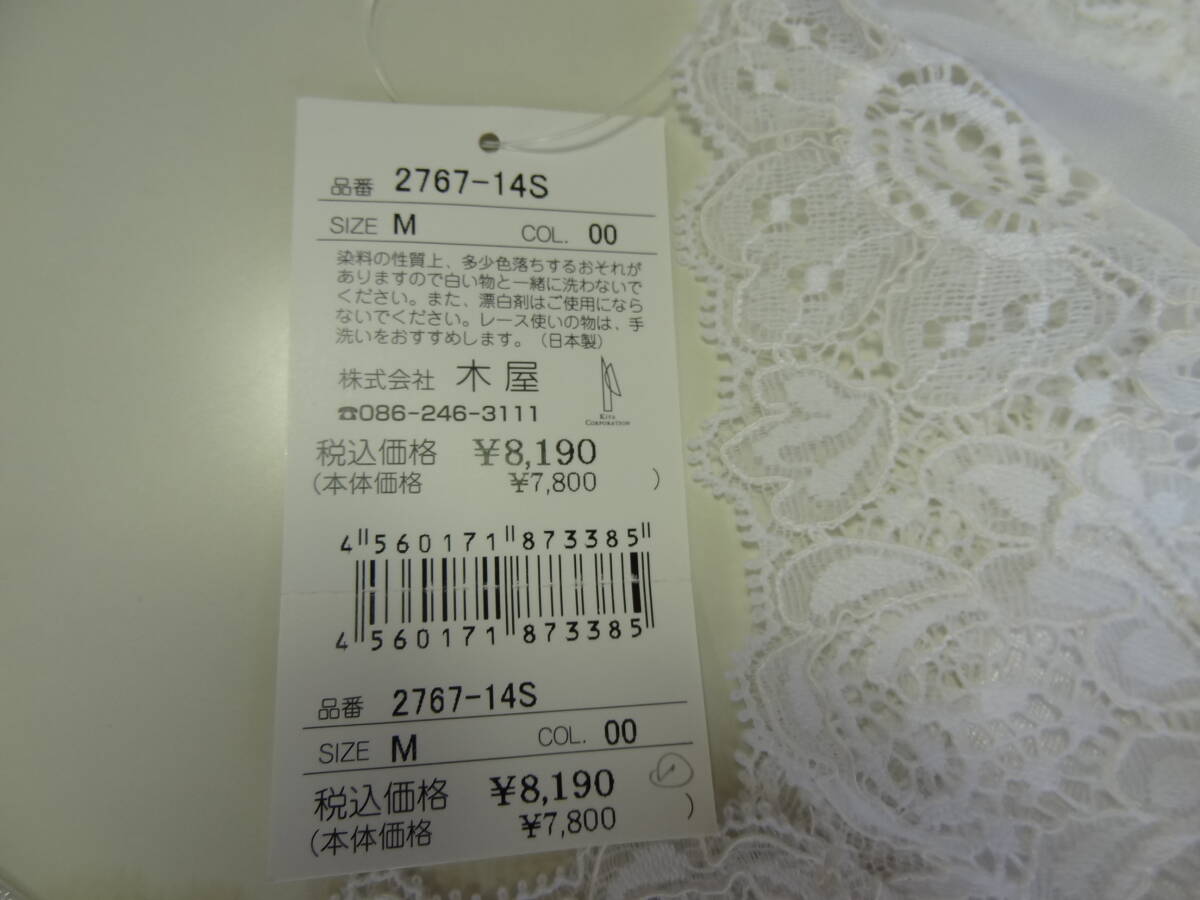 品番 2767-14S
SIZE M COL. 00
染料の性質上、多少色落ちするおそれが
ありますので白い物と一緒に洗わないで
ください。また、漂白剤はご使用になら
ないでください。レース使いの物は、手
洗いをおすすめします。（日本製）
株式会社 木屋
☎086-246-3111
KIYA
CORPORATION
税込価格 ¥8,190
(本体価格 ¥7,800 )
4 560171 873385
4 560171 873385
品番 2767-14S
SIZE M COL. 00
税込価格 ¥8,190
(本体価格 ¥7,800 )